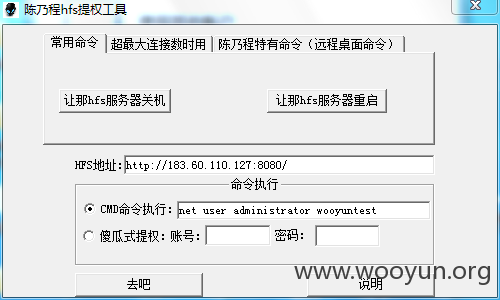 陈乃程hfs提权工具
常用命令 超最大连接数时用 陈乃程特有命令（远程桌面命令）
让那hfs服务器关机 让那hfs服务器重启
HFS地址: http://183.60.110.127:8080/
命令执行
CMD命令执行: net user administrator wooyuntest
傻瓜式提权: 账号: 密码:
www.wooyun.org
去吧 说明